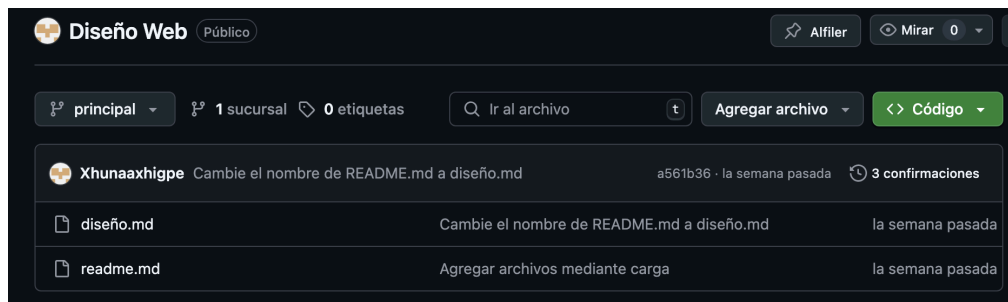 Diseño Web Público Alfiler Mirar 0
principal 1 sucursal 0 etiquetas Ir al archivo t Agregar archivo <> Código
Xhunaaxhigpe Cambie el nombre de README.md a diseño.md a561b36 · la semana pasada 3 confirmaciones
diseño.md Cambie el nombre de README.md a diseño.md la semana pasada
readme.md Agregar archivos mediante carga la semana pasada